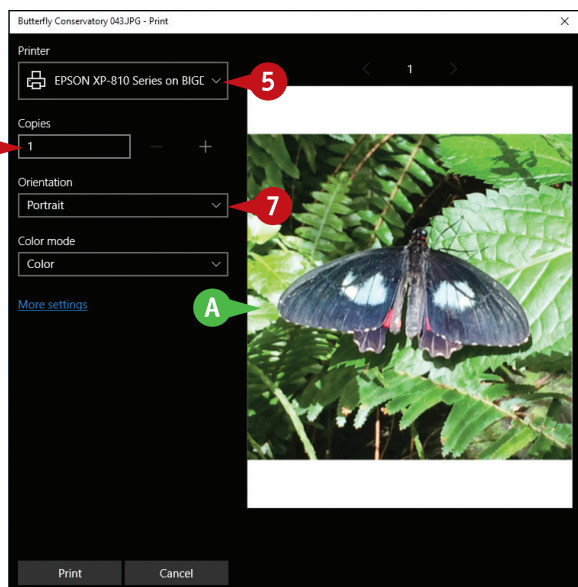 Butterfly Conservatory 043.JPG - Print
Printer
EPSON XP-810 Series on BIGD
5
1
Copies
1
Orientation
Portrait
7
Color mode
Color
More settings
A
Print
Cancel